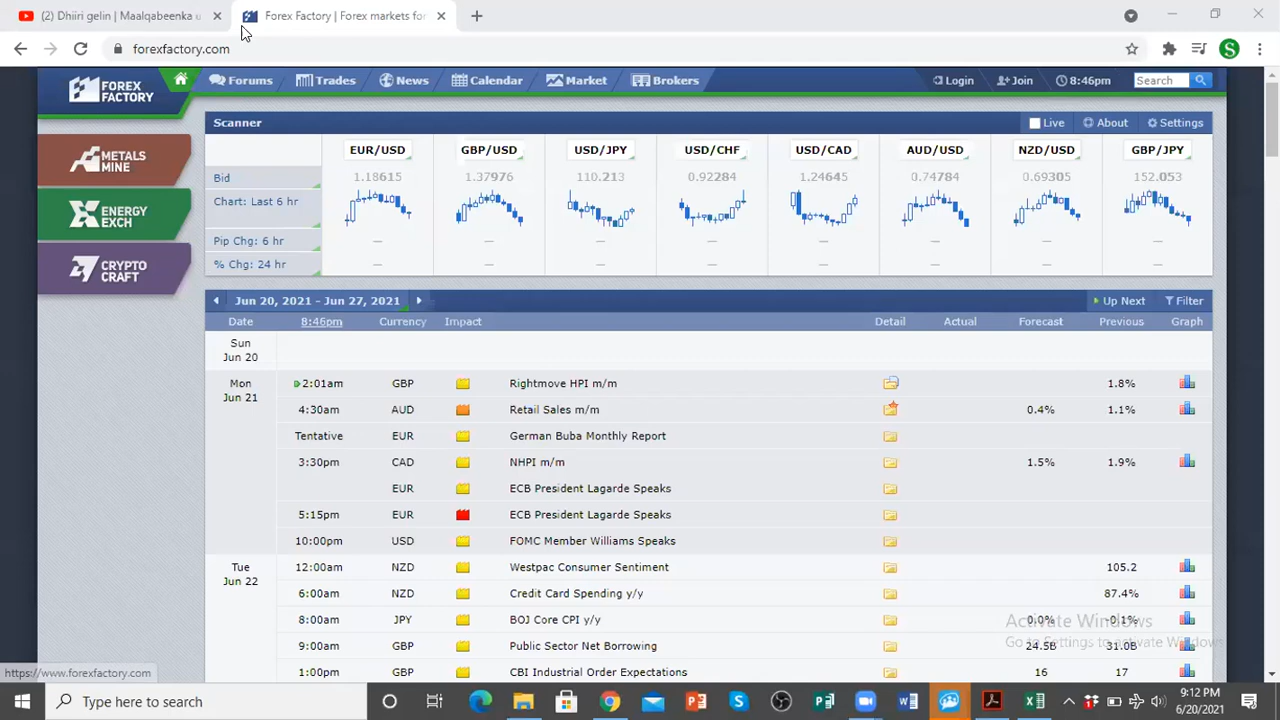 (2) Dhiiri gelin | Maalqabeenka u
Forex Factory | Forex markets for
forexfactory.com
S
FOREX FACTORY
Forums Trades News Calendar Market Brokers Login Join 8:46pm Search
METALS MINE
ENERGY EXCH
CRYPTO CRAFT
Scanner Live About Settings
EUR/USD GBP/USD USD/JPY USD/CHF USD/CAD AUD/USD NZD/USD GBP/JPY
Bid 1.18615 1.37976 110.213 0.92284 1.24645 0.74784 0.69305 152.053
Chart: Last 6 hr
Pip Chg: 6 hr — — — — — — — —
% Chg: 24 hr — — — — — — — —
Jun 20, 2021 - Jun 27, 2021 Up Next Filter
Date 8:46pm Currency Impact Detail Actual Forecast Previous Graph
Sun
Jun 20
Mon
Jun 21
2:01am GBP Rightmove HPI m/m 1.8%
4:30am AUD Retail Sales m/m 0.4% 1.1%
Tentative EUR German Buba Monthly Report
3:30pm CAD NHPI m/m 1.5% 1.9%
EUR ECB President Lagarde Speaks
5:15pm EUR ECB President Lagarde Speaks
10:00pm USD FOMC Member Williams Speaks
Tue
Jun 22
12:00am NZD Westpac Consumer Sentiment 105.2
6:00am NZD Credit Card Spending y/y 87.4%
8:00am JPY BOJ Core CPI y/y 0.0% -0.1%
9:00am GBP Public Sector Net Borrowing 24.5B 31.0B
1:00pm GBP CBI Industrial Order Expectations 16 17
Activate Windows
Go to Settings to activate Windows.
https://www.forexfactory.com
Type here to search
9:12 PM
6/20/2021